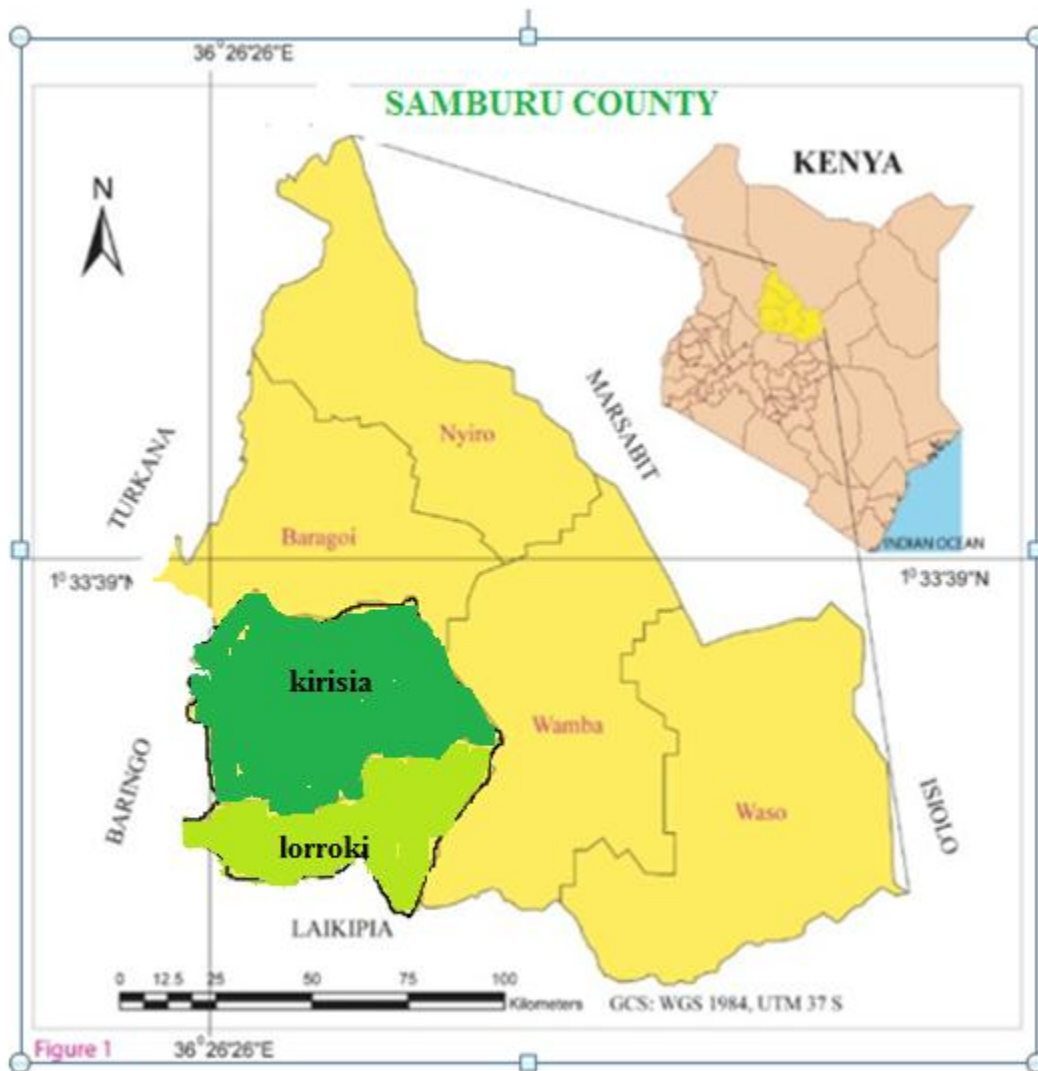 36°26'26"E
SAMBURU COUNTY
KENYA
N
MARSABIT
Nyiro
TURKANA
Baragoi
INDIAN OCEAN
1° 33'39"N
1° 33'39"N
kirisia
Wamba
BARINGO
Waso
ISIOLO
lorroki
LAIKIPIA
0 12.5 25 50 75 100
Kilometers
GCS: WGS 1984, UTM 37 S
Figure 1
36°26'26"E